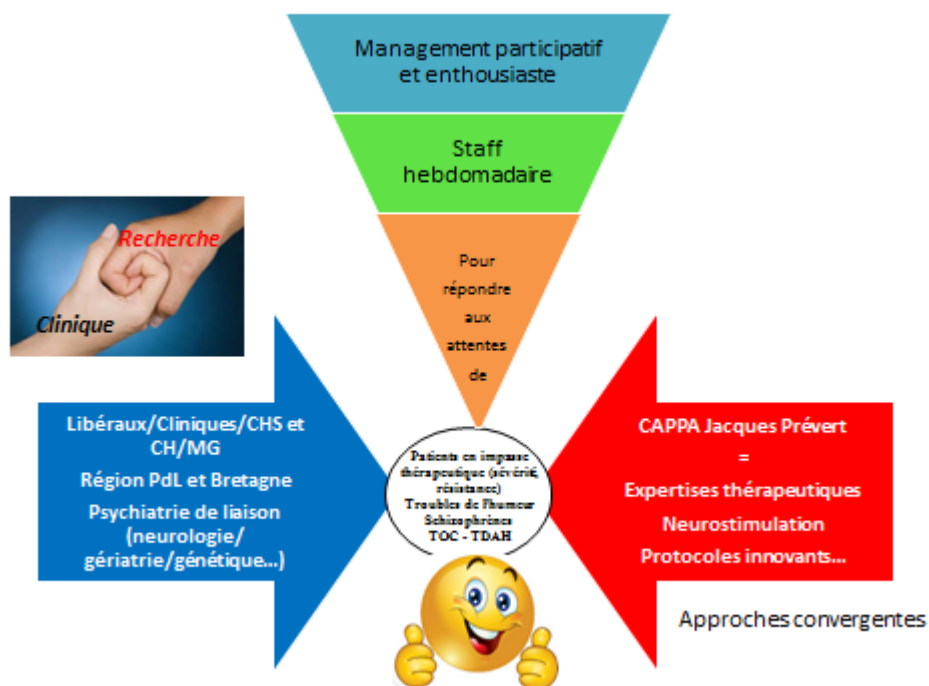 Management participatif
et enthousiaste
Staff
hebdomadaire
Pour
répondre
aux
attentes
de
Recherche
Clinique
Libéraux/Cliniques/CHS et
CH/MG
Région PdL et Bretagne
Psychiatrie de liaison
(neurologie/
gériatrie/génétique...)
Patients en impasse
thérapeutique (sévérité,
résistance)
Troubles de l'humeur
Schizophrènes
TOC - TDAH
CAPPA Jacques Prévert
=
Expertises thérapeutiques
Neurostimulation
Protocoles innovants...
Approches convergentes